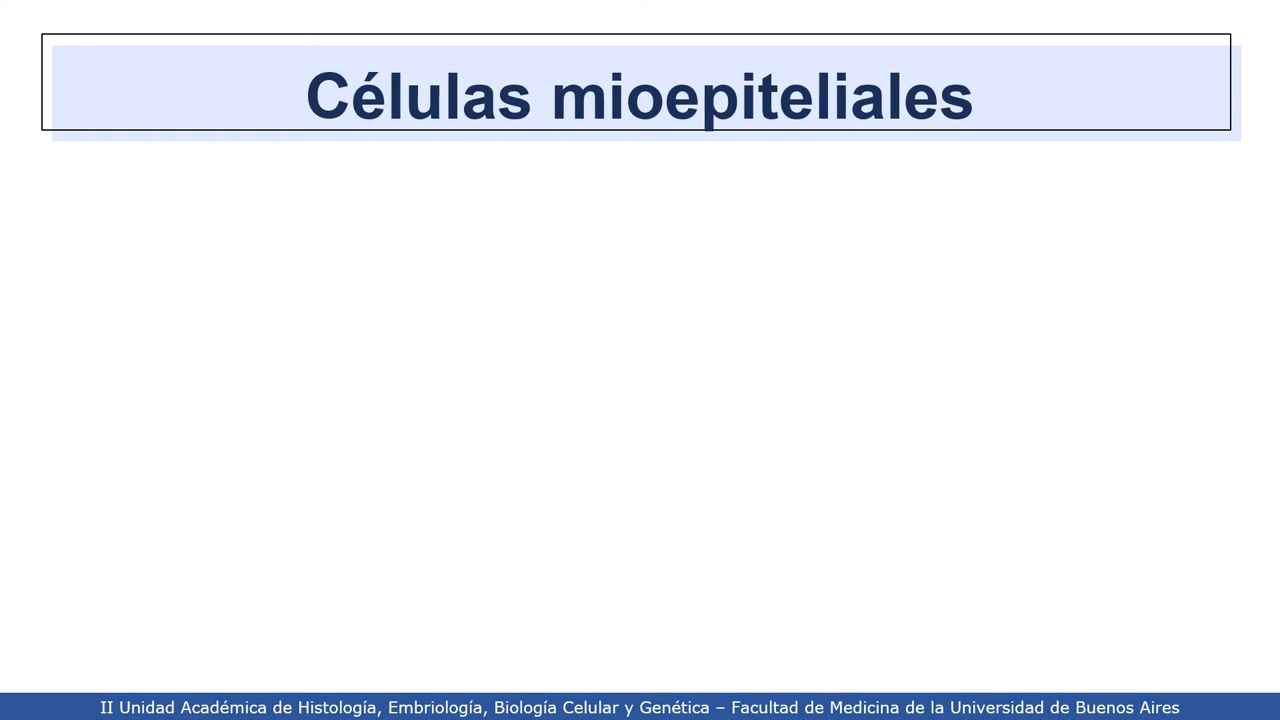 Células mioepiteliales
II Unidad Académica de Histología, Embriología, Biología Celular y Genética – Facultad de Medicina de la Universidad de Buenos Aires